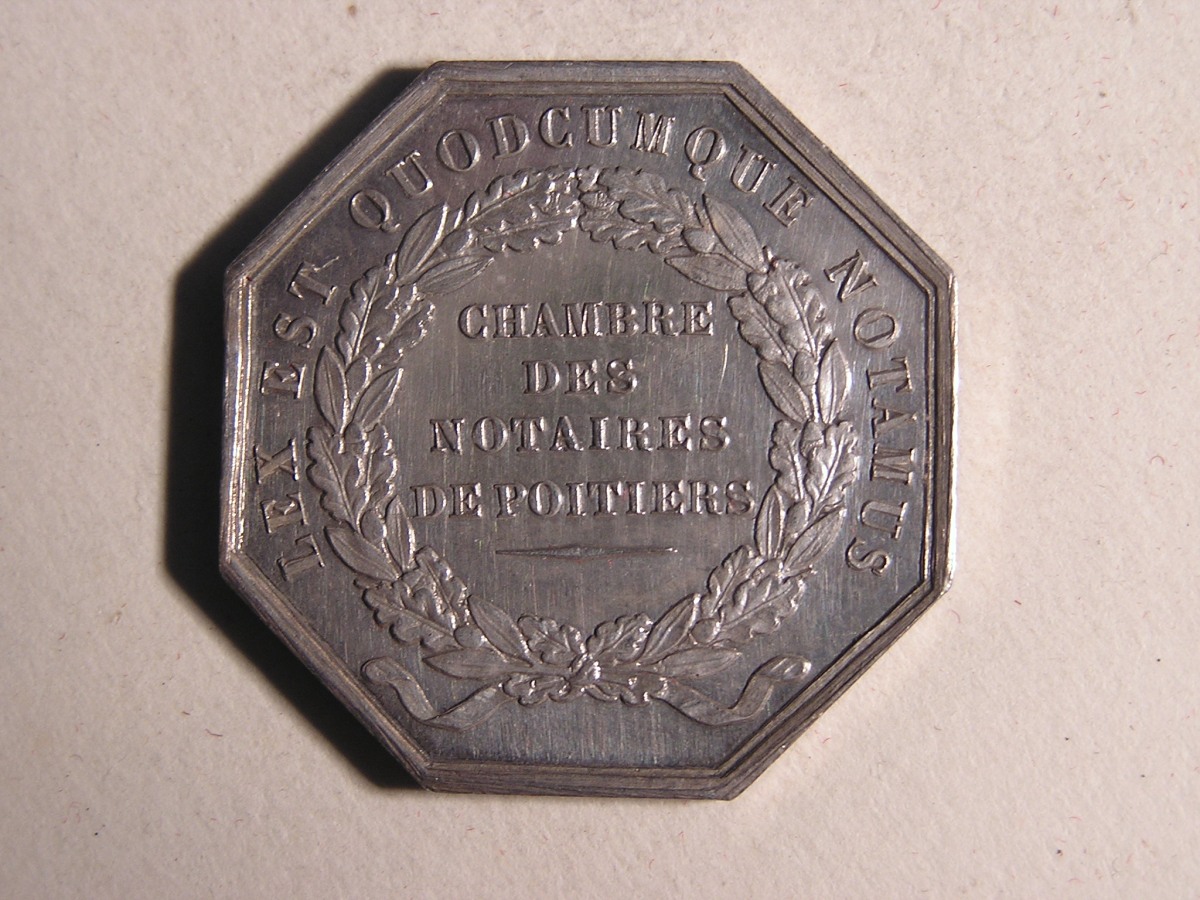 LEX EST QUODCUMQUE NOTAMUS
CHAMBRE
DES
NOTAIRES
DE POITIERS